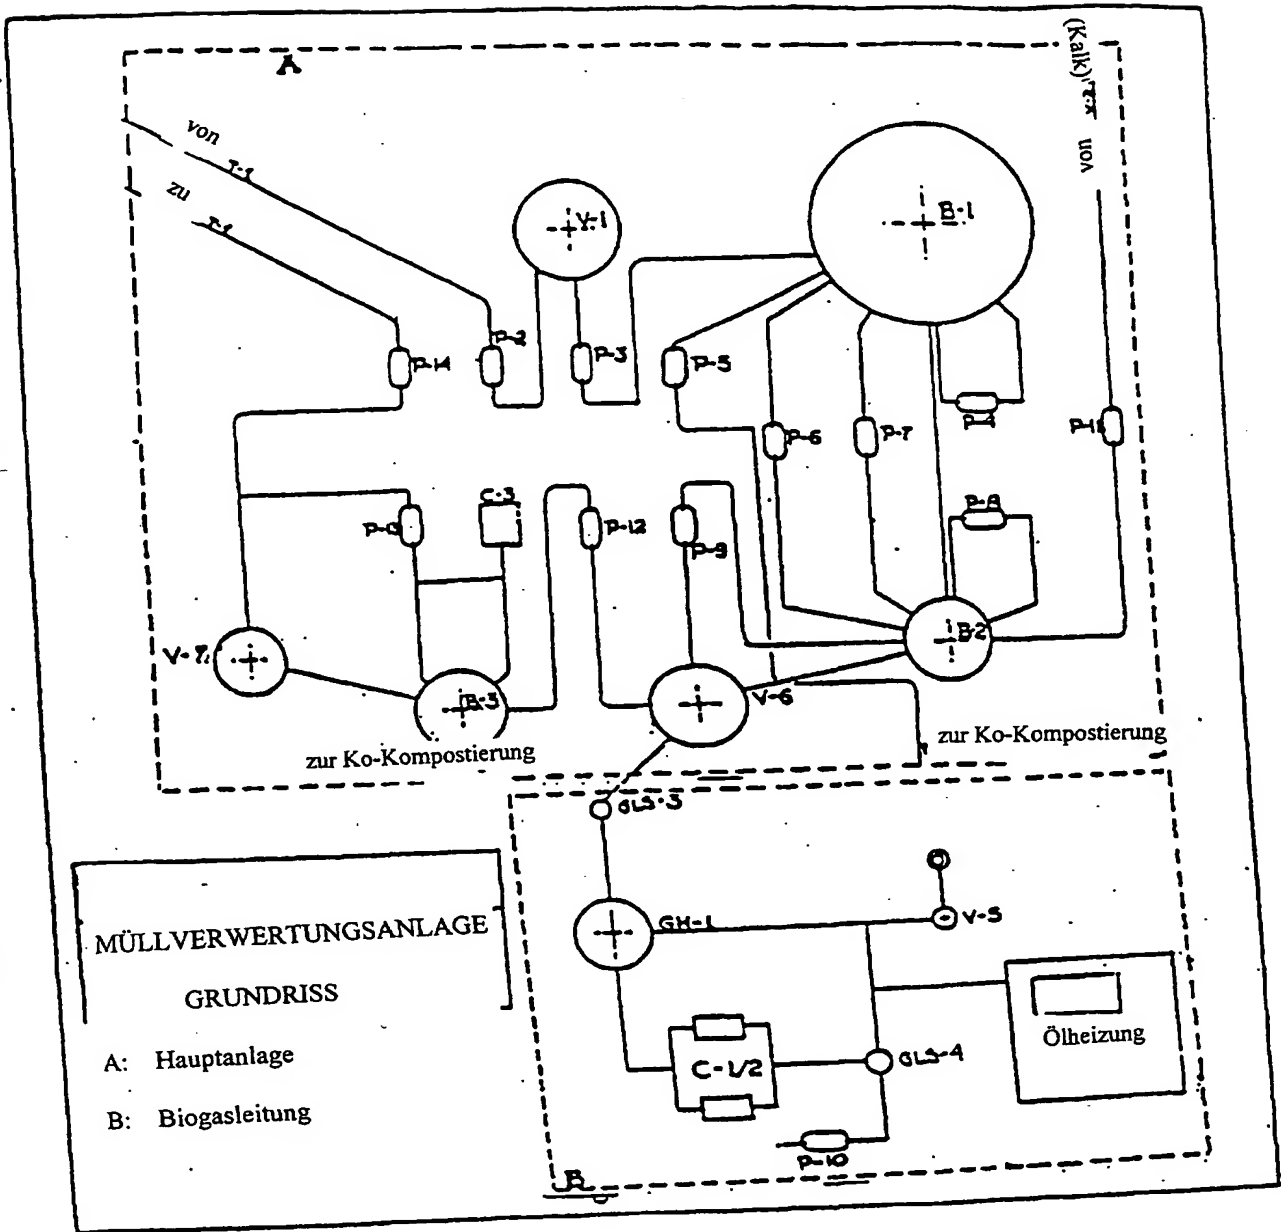 A
(Kalk)
von
von
zu
V-1
B-1
P-2
P-14
P-3
P-5
P-4
P-6
P-7
C-3
P-8
P-12
P-9
B-2
B-3
V-6
zur Ko-Kompostierung
zur Ko-Kompostierung
GLS-3
MÜLLVERWERTUNGSANLAGE
GRUNDRISS
A: Hauptanlage
B: Biogasleitung
GH-1
V-5
Ölheizung
C-1/2
GLS-4
P-10
B